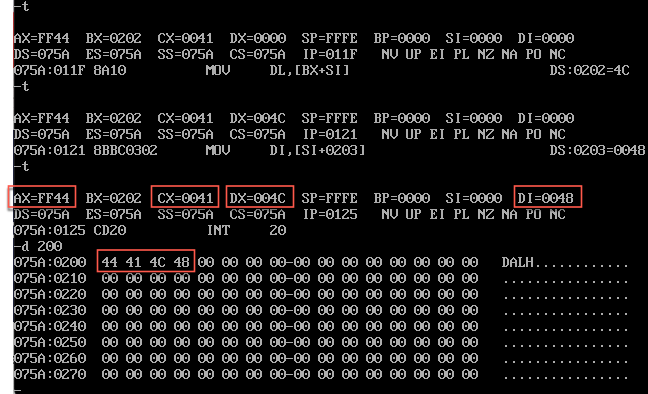 -t
AX=FF44 BX=0202 CX=0041 DX=0000 SP=FFFE BP=0000 SI=0000 DI=0000
DS=075A ES=075A SS=075A CS=075A IP=011F NV UP EI PL NZ NA PO NC
075A:011F 8A10 MOV DL,[BX+SI] DS:0202=4C
-t
AX=FF44 BX=0202 CX=0041 DX=004C SP=FFFE BP=0000 SI=0000 DI=0000
DS=075A ES=075A SS=075A CS=075A IP=0121 NV UP EI PL NZ NA PO NC
075A:0121 8BBC0302 MOV DI,[SI+0203] DS:0203=0048
-t
AX=FF44 BX=0202 CX=0041 DX=004C SP=FFFE BP=0000 SI=0000 DI=0048
DS=075A ES=075A SS=075A CS=075A IP=0125 NV UP EI PL NZ NA PO NC
075A:0125 CD20 INT 20
-d 200
075A:0200 44 41 4C 48 00 00 00 00-00 00 00 00 00 00 00 00 DALH............
075A:0210 00 00 00 00 00 00 00 00-00 00 00 00 00 00 00 00 ................
075A:0220 00 00 00 00 00 00 00 00-00 00 00 00 00 00 00 00 ................
075A:0230 00 00 00 00 00 00 00 00-00 00 00 00 00 00 00 00 ................
075A:0240 00 00 00 00 00 00 00 00-00 00 00 00 00 00 00 00 ................
075A:0250 00 00 00 00 00 00 00 00-00 00 00 00 00 00 00 00 ................
075A:0260 00 00 00 00 00 00 00 00-00 00 00 00 00 00 00 00 ................
075A:0270 00 00 00 00 00 00 00 00-00 00 00 00 00 00 00 00 ................
-